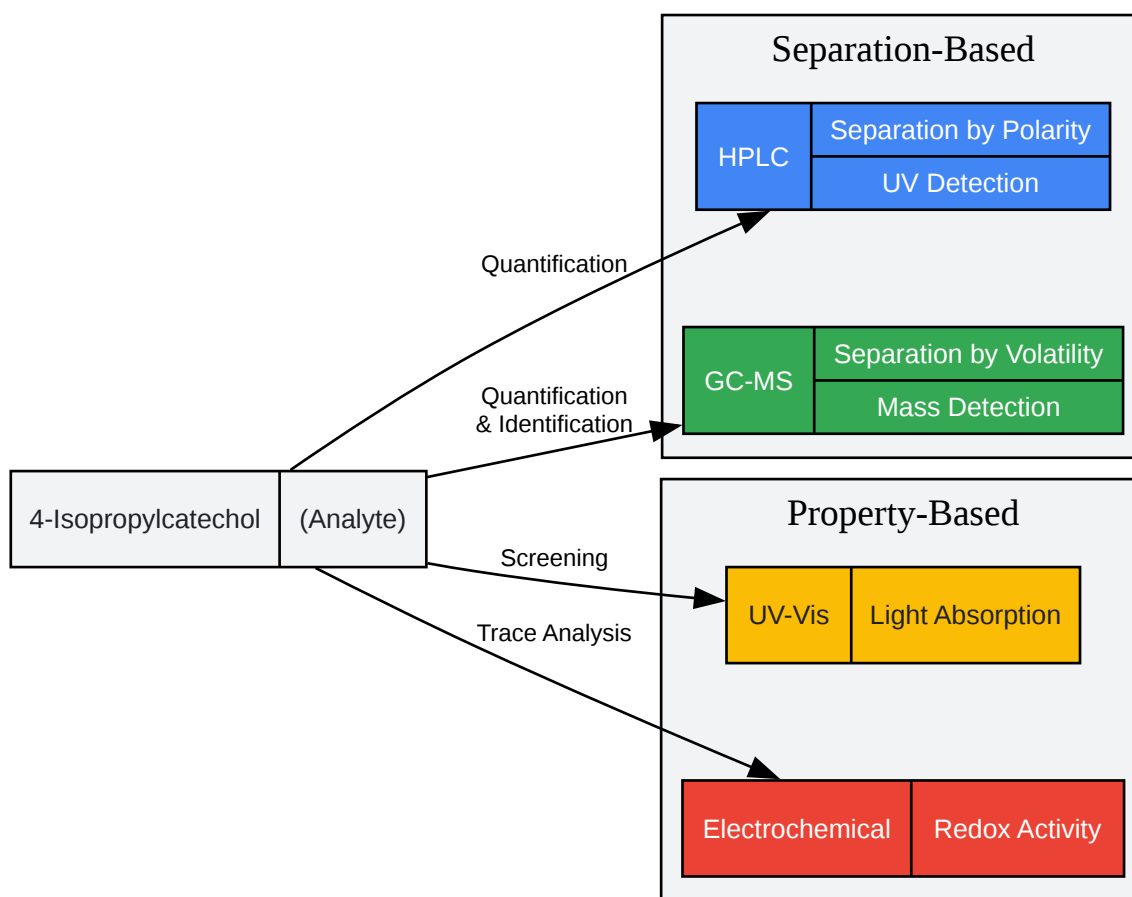 Separation-Based
HPLC
Separation by Polarity
UV Detection
Quantification
GC-MS
Separation by Volatility
Mass Detection
Quantification
& Identification
4-Isopropylcatechol
(Analyte)
Property-Based
Screening
UV-Vis
Light Absorption
Trace Analysis
Electrochemical
Redox Activity